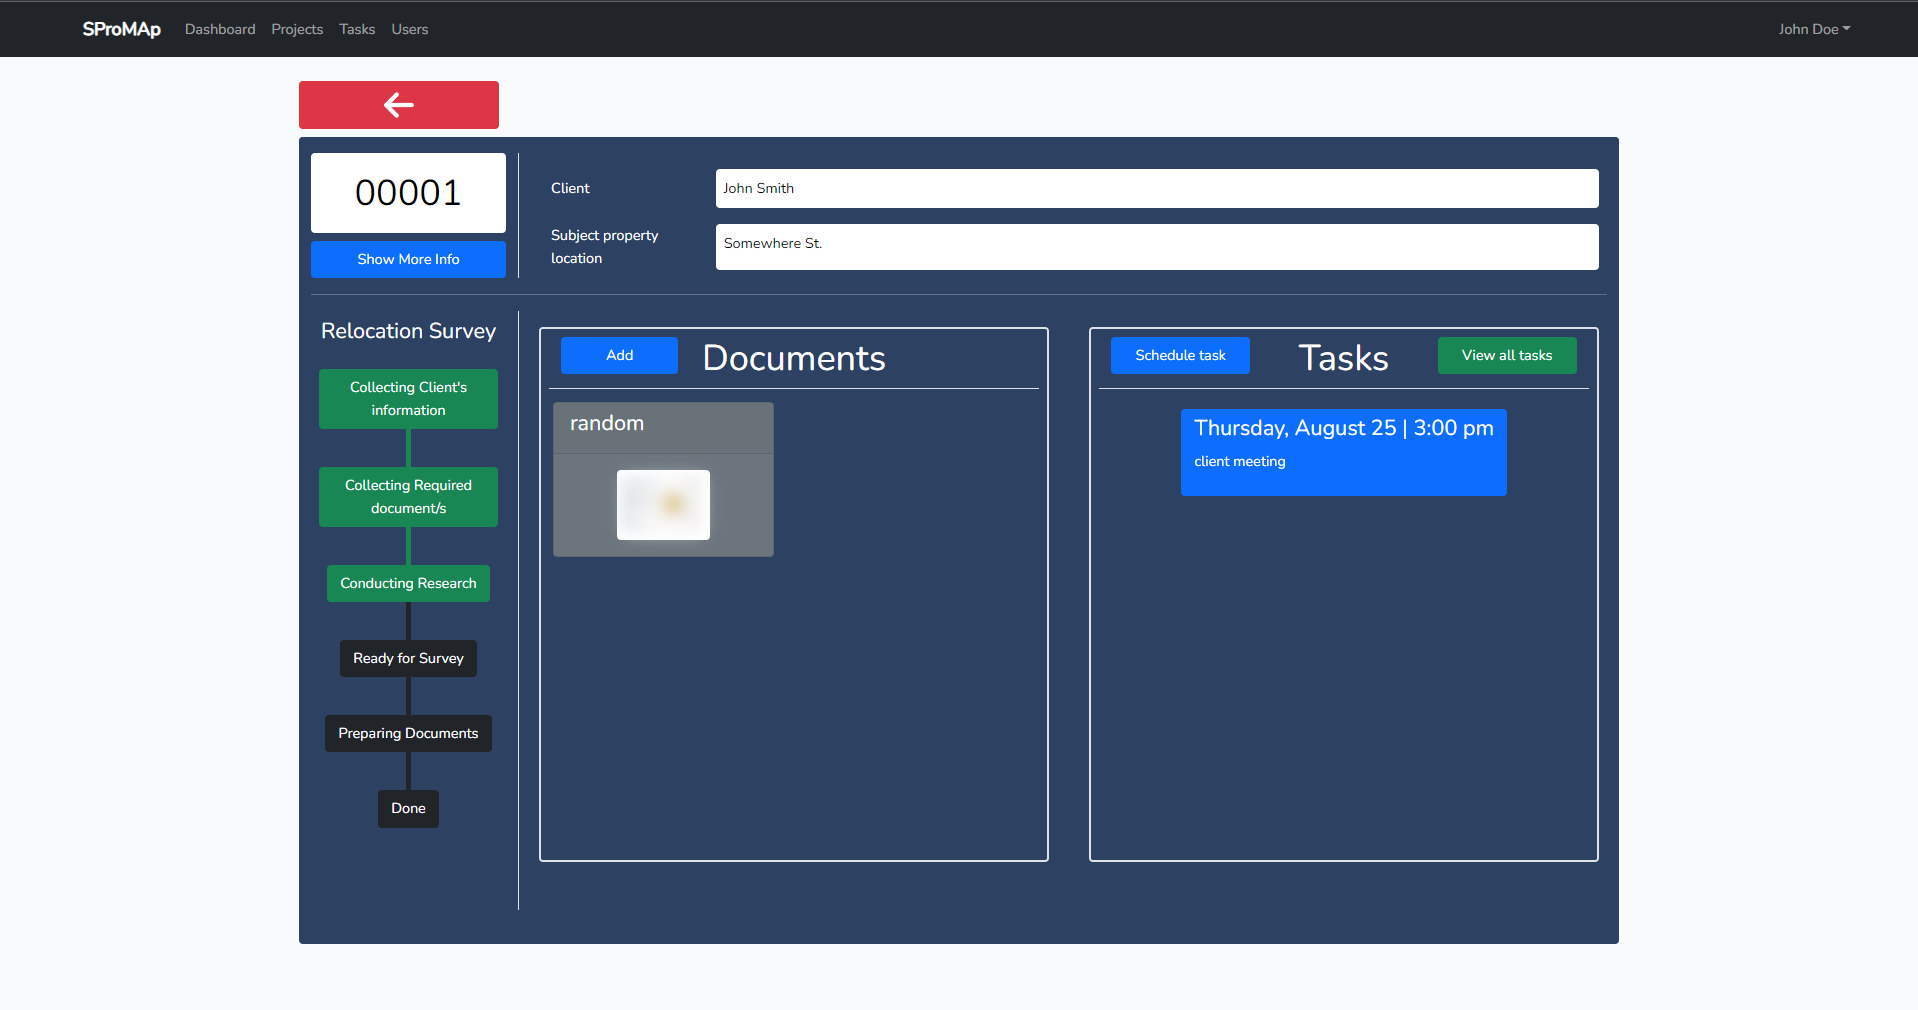 SProMAp Dashboard Projects Tasks Users John Doe
00001
Show More Info
Client
John Smith
Subject property
location
Somewhere St.
Relocation Survey
Collecting Client's
information
Collecting Required
document/s
Conducting Research
Ready for Survey
Preparing Documents
Done
Add
Documents
random
Schedule task
Tasks
View all tasks
Thursday, August 25 | 3:00 pm
client meeting